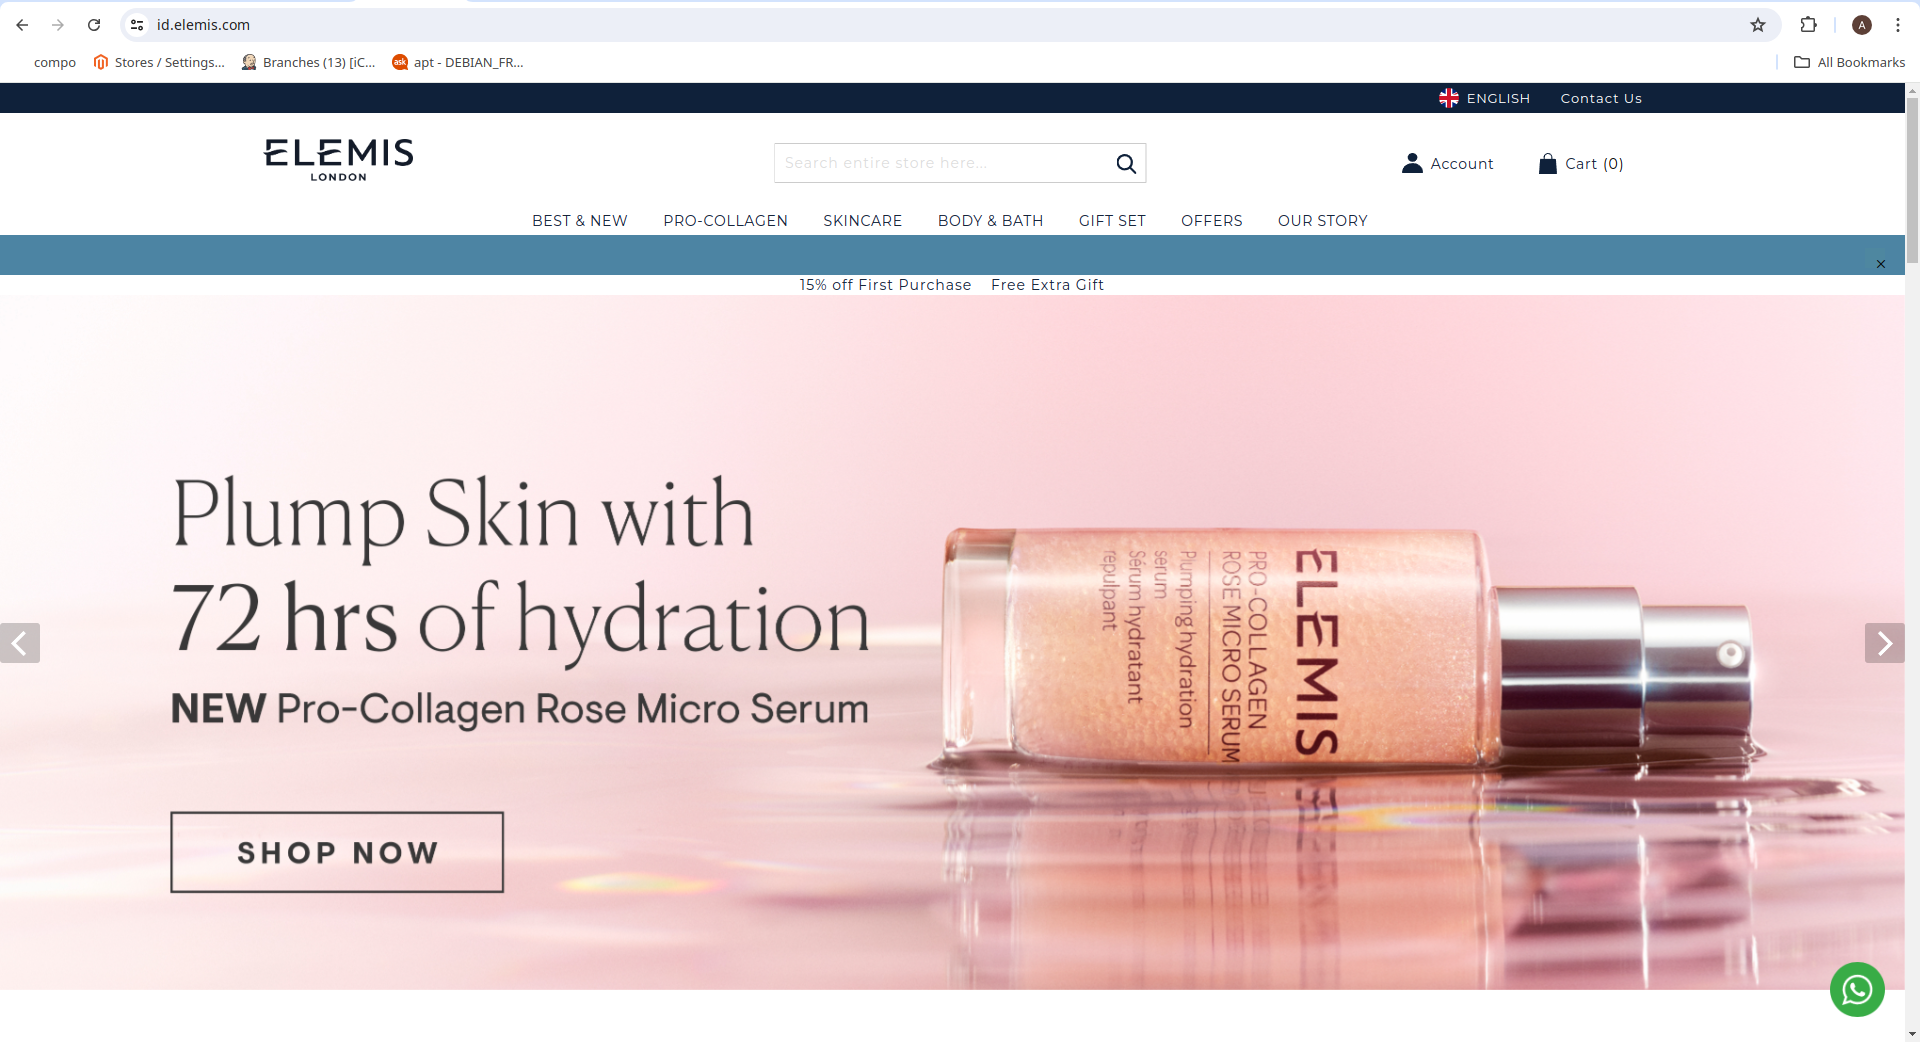 id.elemis.com
A
compo
Stores / Settings...
Branches (13) [iC...
ask
apt - DEBIAN_FR...
All Bookmarks
ENGLISH
Contact Us
ELEMIS
LONDON
Search entire store here...
Account
Cart (0)
BEST & NEW
PRO-COLLAGEN
SKINCARE
BODY & BATH
GIFT SET
OFFERS
OUR STORY
15% off First Purchase
Free Extra Gift
Plump Skin with
72 hrs of hydration
NEW Pro-Collagen Rose Micro Serum
SHOP NOW
ELEMIS
PRO-COLLAGEN
ROSE MICRO SERUM
Plumping hydration
serum
Sérum hydratant
repulpant